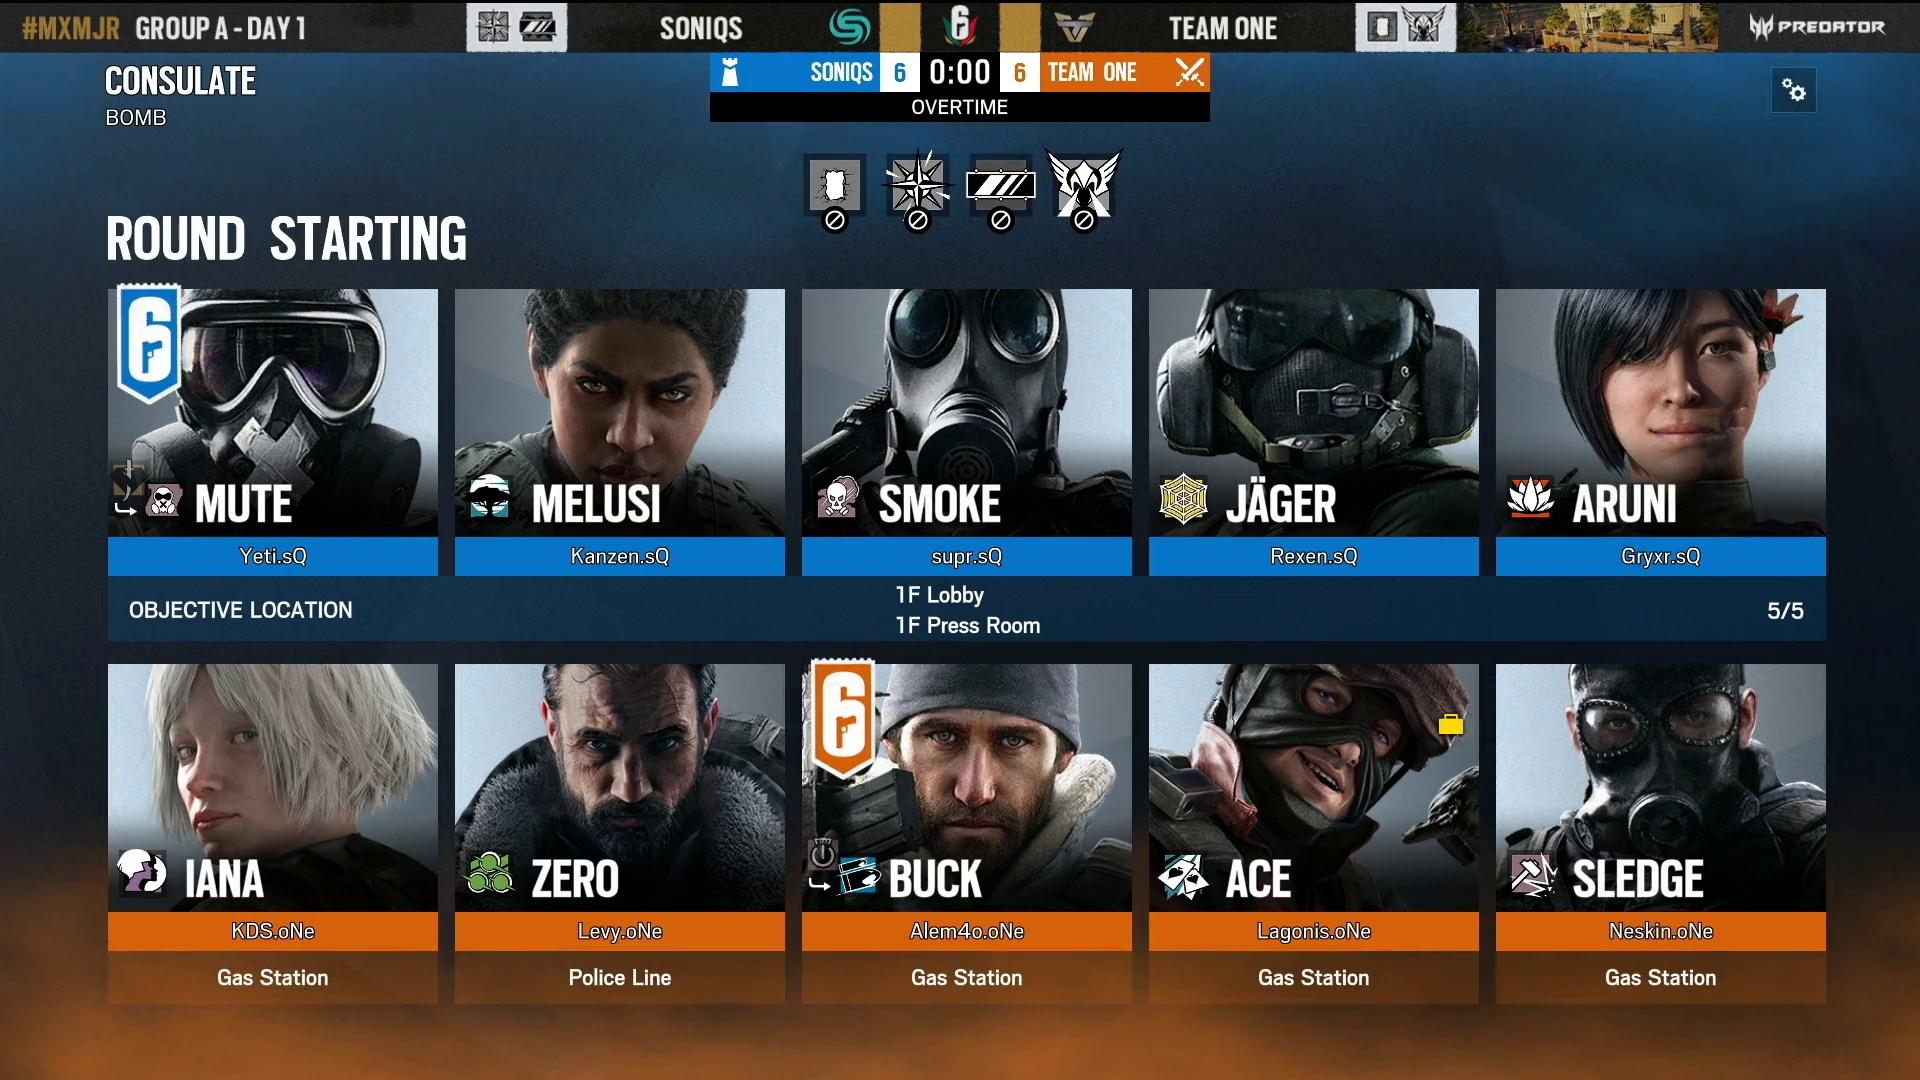 #MXMJR GROUP A - DAY 1
SONIQS
6
TEAM ONE
PREDATOR
CONSULATE
BOMB
SONIQS 6 0:00 6 TEAM ONE
OVERTIME
ROUND STARTING
6
MUTE
MELUSI
SMOKE
JÄGER
ARUNI
Yeti.sQ
Kanzen.sQ
supr.sQ
Rexen.sQ
Gryxr.sQ
OBJECTIVE LOCATION
1F Lobby
1F Press Room
5/5
6
IANA
ZERO
BUCK
ACE
SLEDGE
KDS.oNe
Levy.oNe
Alem4o.oNe
Lagonis.oNe
Neskin.oNe
Gas Station
Police Line
Gas Station
Gas Station
Gas Station